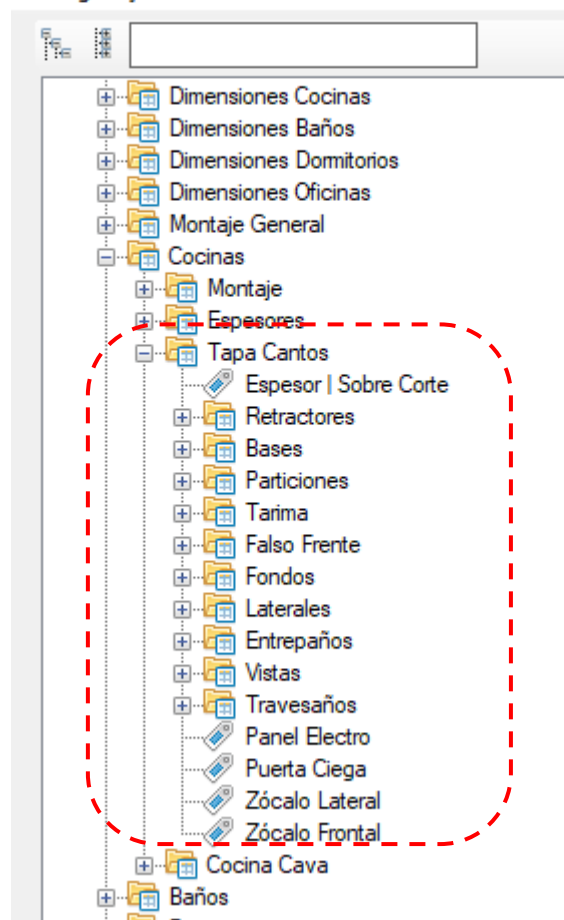 Dimensiones Cocinas
Dimensiones Baños
Dimensiones Dormitorios
Dimensiones Oficinas
Montaje General
Cocinas
Montaje
Espesores
Tapa Cantos
Espesor | Sobre Corte
Retractores
Bases
Particiones
Tarima
Falso Frente
Fondos
Laterales
Entrepaños
Vistas
Travesaños
Panel Electro
Puerta Ciega
Zócalo Lateral
Zócalo Frontal
Cocina Cava
Baños